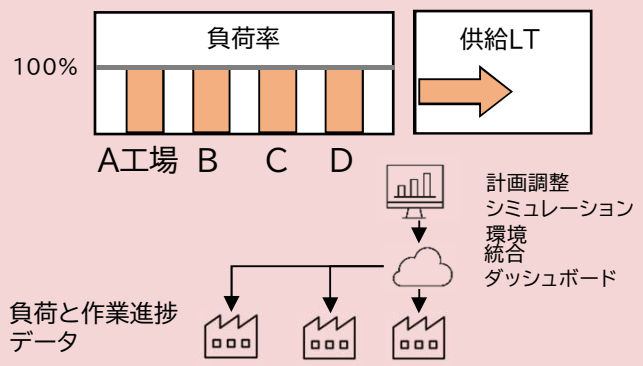 負荷率
供給LT
100%
A工場 B C D
計画調整
シミュレーション
環境
統合
ダッシュボード
負荷と作業進捗
データ